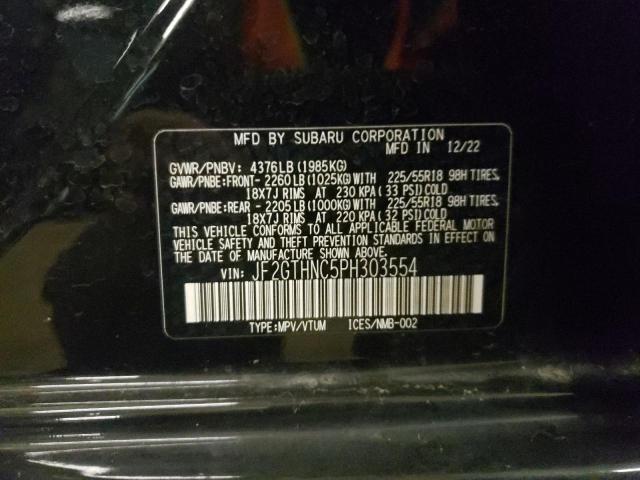 MFD BY SUBARU CORPORATION
MFD IN 12/22
GVWR/PNBV: 4376LB (1985KG)
GAWR/PNBE:FRONT- 2260LB (1025KG) WITH 225/55R18 98H TIRES,
18X7J RIMS AT 230 KPA (33 PSI) COLD
GAWR/PNBE:REAR - 2205LB (1000KG) WITH 225/55R18 98H TIRES,
18X7J RIMS AT 220 KPA (32 PSI) COLD
THIS VEHICLE CONFORMS TO ALL APPLICABLE FEDERAL MOTOR
VEHICLE SAFETY AND THEFT PREVENTION STANDARDS IN EFFECT
ON THE DATE OF MANUFACTURE SHOWN ABOVE.
VIN: JF2GTHNC5PH303554
TYPE:MPV/VTUM ICES/NMB-002